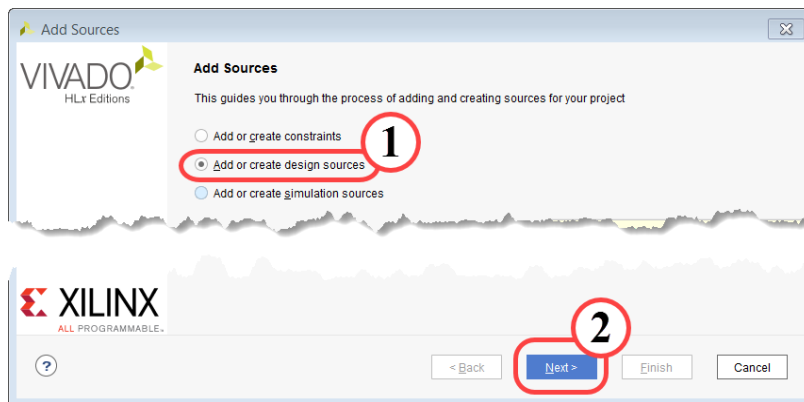 Add Sources
VIVADO
HLx Editions
Add Sources
This guides you through the process of adding and creating sources for your project
Add or create constraints
1
Add or create design sources
Add or create simulation sources
XILINX
ALL PROGRAMMABLE.
2
?
< Back
Next >
Finish
Cancel